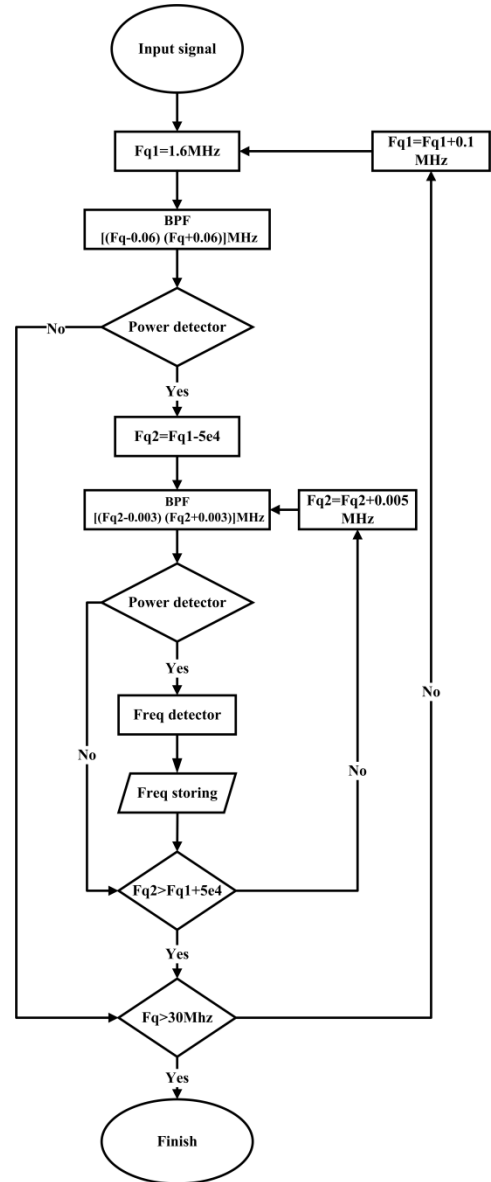 Input signal
Fq1=1.6MHz
Fq1=Fq1+0.1
MHz
BPF
[(Fq-0.06) (Fq+0.06)]MHz
No
Power detector
Yes
Fq2=Fq1-5e4
BPF
[(Fq2-0.003) (Fq2+0.003)]MHz
Fq2=Fq2+0.005
MHz
Power detector
Yes
No
Freq detector
No
No
Freq storing
Fq2>Fq1+5e4
Yes
Fq>30Mhz
Yes
Finish